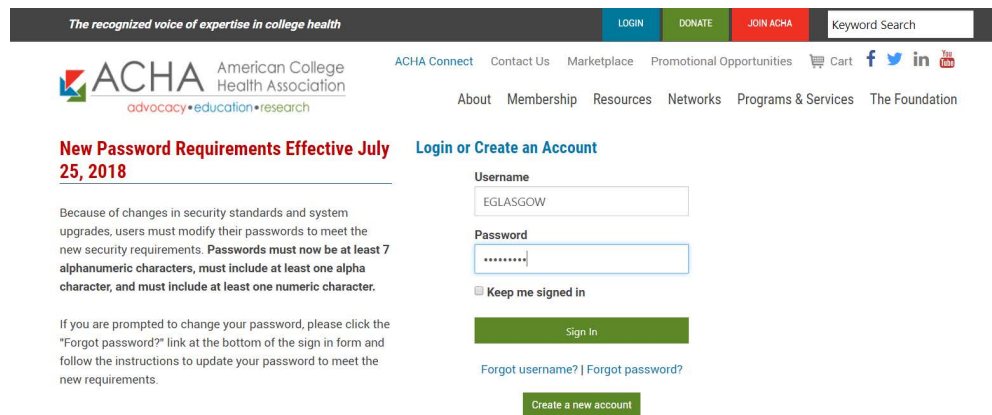 The recognized voice of expertise in college health
LOGIN
DONATE
JOIN ACHA
Keyword Search
ACHA American College
Health Association
advocacy•education•research
ACHA Connect Contact Us Marketplace Promotional Opportunities Cart f in You Tube
About Membership Resources Networks Programs & Services The Foundation
New Password Requirements Effective July
25, 2018
Because of changes in security standards and system
upgrades, users must modify their passwords to meet the
new security requirements. Passwords must now be at least 7
alphanumeric characters, must include at least one alpha
character, and must include at least one numeric character.
If you are prompted to change your password, please click the
"Forgot password?" link at the bottom of the sign in form and
follow the instructions to update your password to meet the
new requirements.
Login or Create an Account
Username
EGLASGOW
Password
•••••••••
Keep me signed in
Sign In
Forgot username? | Forgot password?
Create a new account